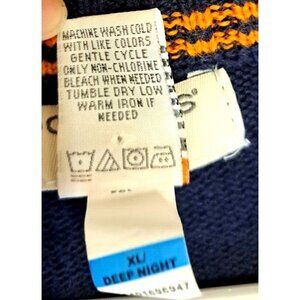 MACHINE WASH COLD
WITH LIKE COLORS
GENTLE CYCLE
ONLY NON-CHLORINE
BLEACH WHEN NEEDED
TUMBLE DRY LOW
WARM IRON IF
NEEDED
XL/
DEEP NIGHT